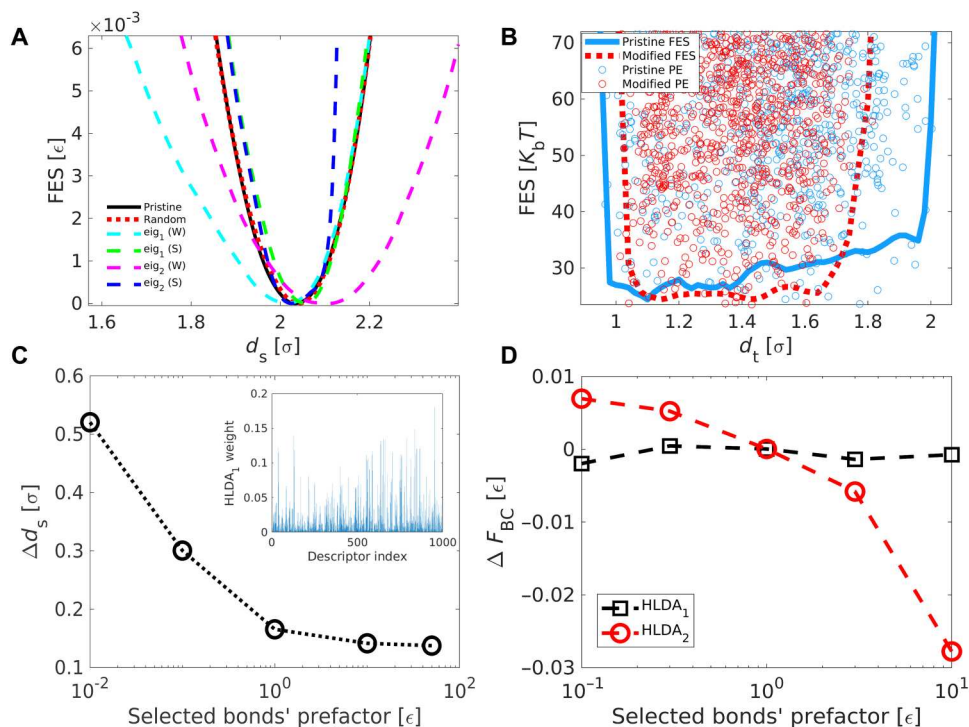 A
×10⁻³
FES [ϵ]
6
5
4
3
2
1
0
Pristine
Random
eig₁ (W)
eig₁ (S)
eig₂ (W)
eig₂ (S)
1.6
1.8
2
2.2
dₛ [σ]
B
FES [K_bT]
70
60
50
40
30
Pristine FES
Modified FES
Pristine PE
Modified PE
1
1.2
1.4
1.6
1.8
2
dₜ [σ]
C
Δdₛ [σ]
0.6
0.5
0.4
0.3
0.2
0.1
HLDA₁ weight
0.2
0.15
0.1
0.05
0
0
500
1000
Descriptor index
10⁻²
10⁰
10²
Selected bonds' prefactor [ϵ]
D
Δ F_BC [ϵ]
0.01
0
−0.01
−0.02
−0.03
HLDA₁
HLDA₂
10⁻¹
10⁰
10¹
Selected bonds' prefactor [ϵ]